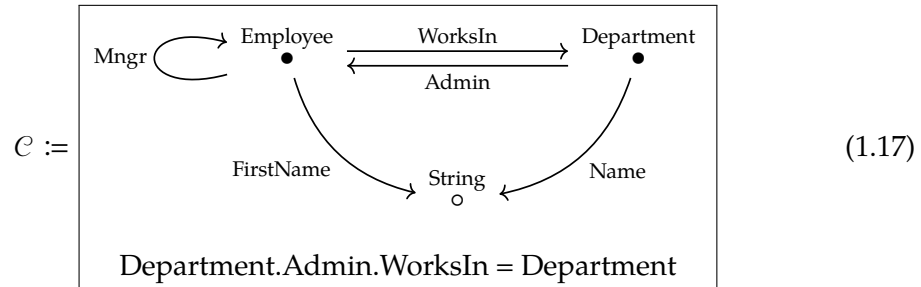 Employee WorksIn Department
Mngr
Admin
𝒞 := (1.17)
FirstName String Name
Department.Admin.WorksIn = Department